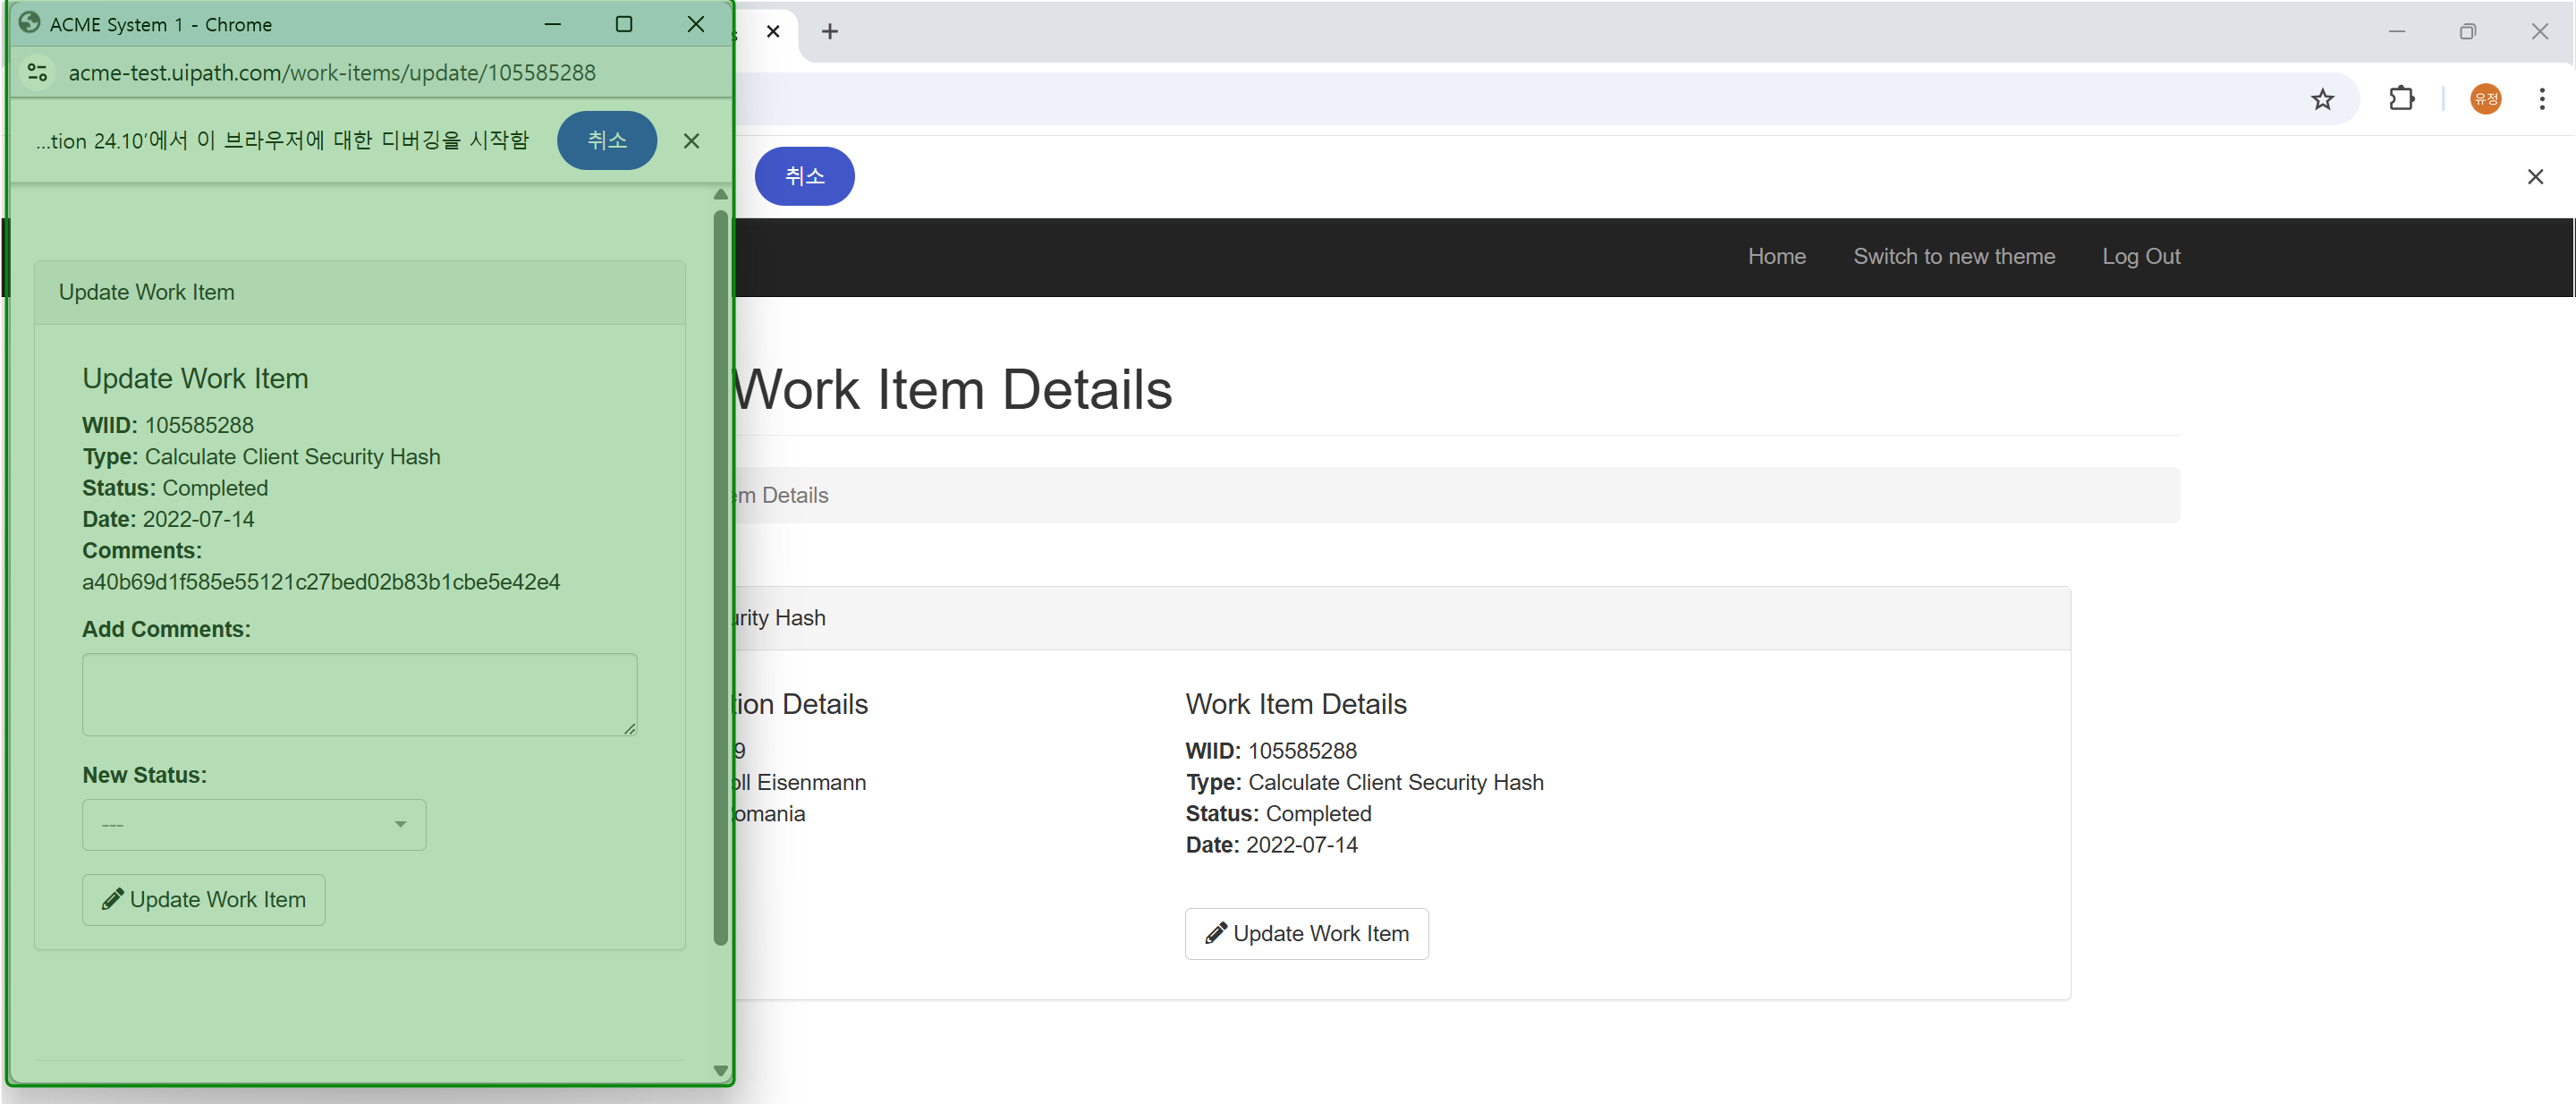 ACME System 1 - Chrome
acme-test.uipath.com/work-items/update/105585288
...tion 24.10'에서 이 브라우저에 대한 디버깅을 시작함
취소
Update Work Item
Update Work Item
WIID: 105585288
Type: Calculate Client Security Hash
Status: Completed
Date: 2022-07-14
Comments:
a40b69d1f585e55121c27bed02b83b1cbe5e42e4
Add Comments:
New Status:
---
Update Work Item
유정
취소
Home Switch to new theme Log Out
Work Item Details
em Details
urity Hash
tion Details
9
oll Eisenmann
omania
Work Item Details
WIID: 105585288
Type: Calculate Client Security Hash
Status: Completed
Date: 2022-07-14
Update Work Item